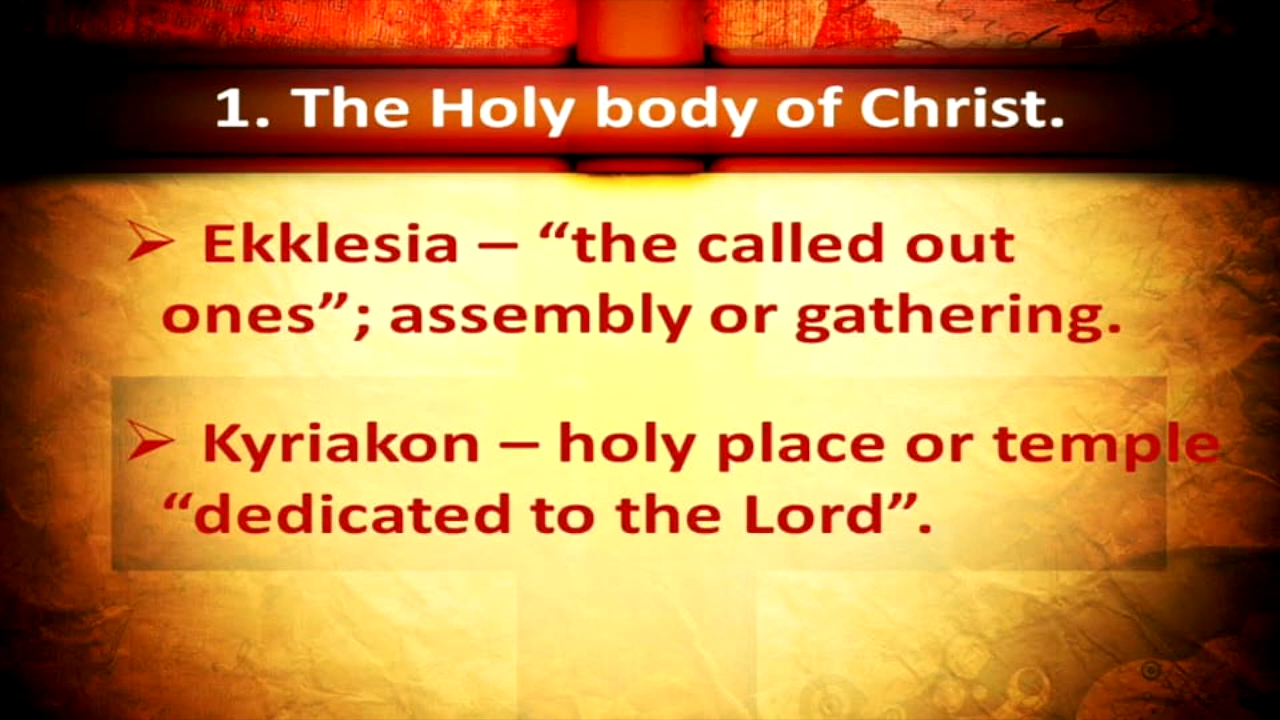 1. The Holy body of Christ.
➢ Ekklesia – “the called out
ones”; assembly or gathering.
➢ Kyriakon – holy place or temple
“dedicated to the Lord”.